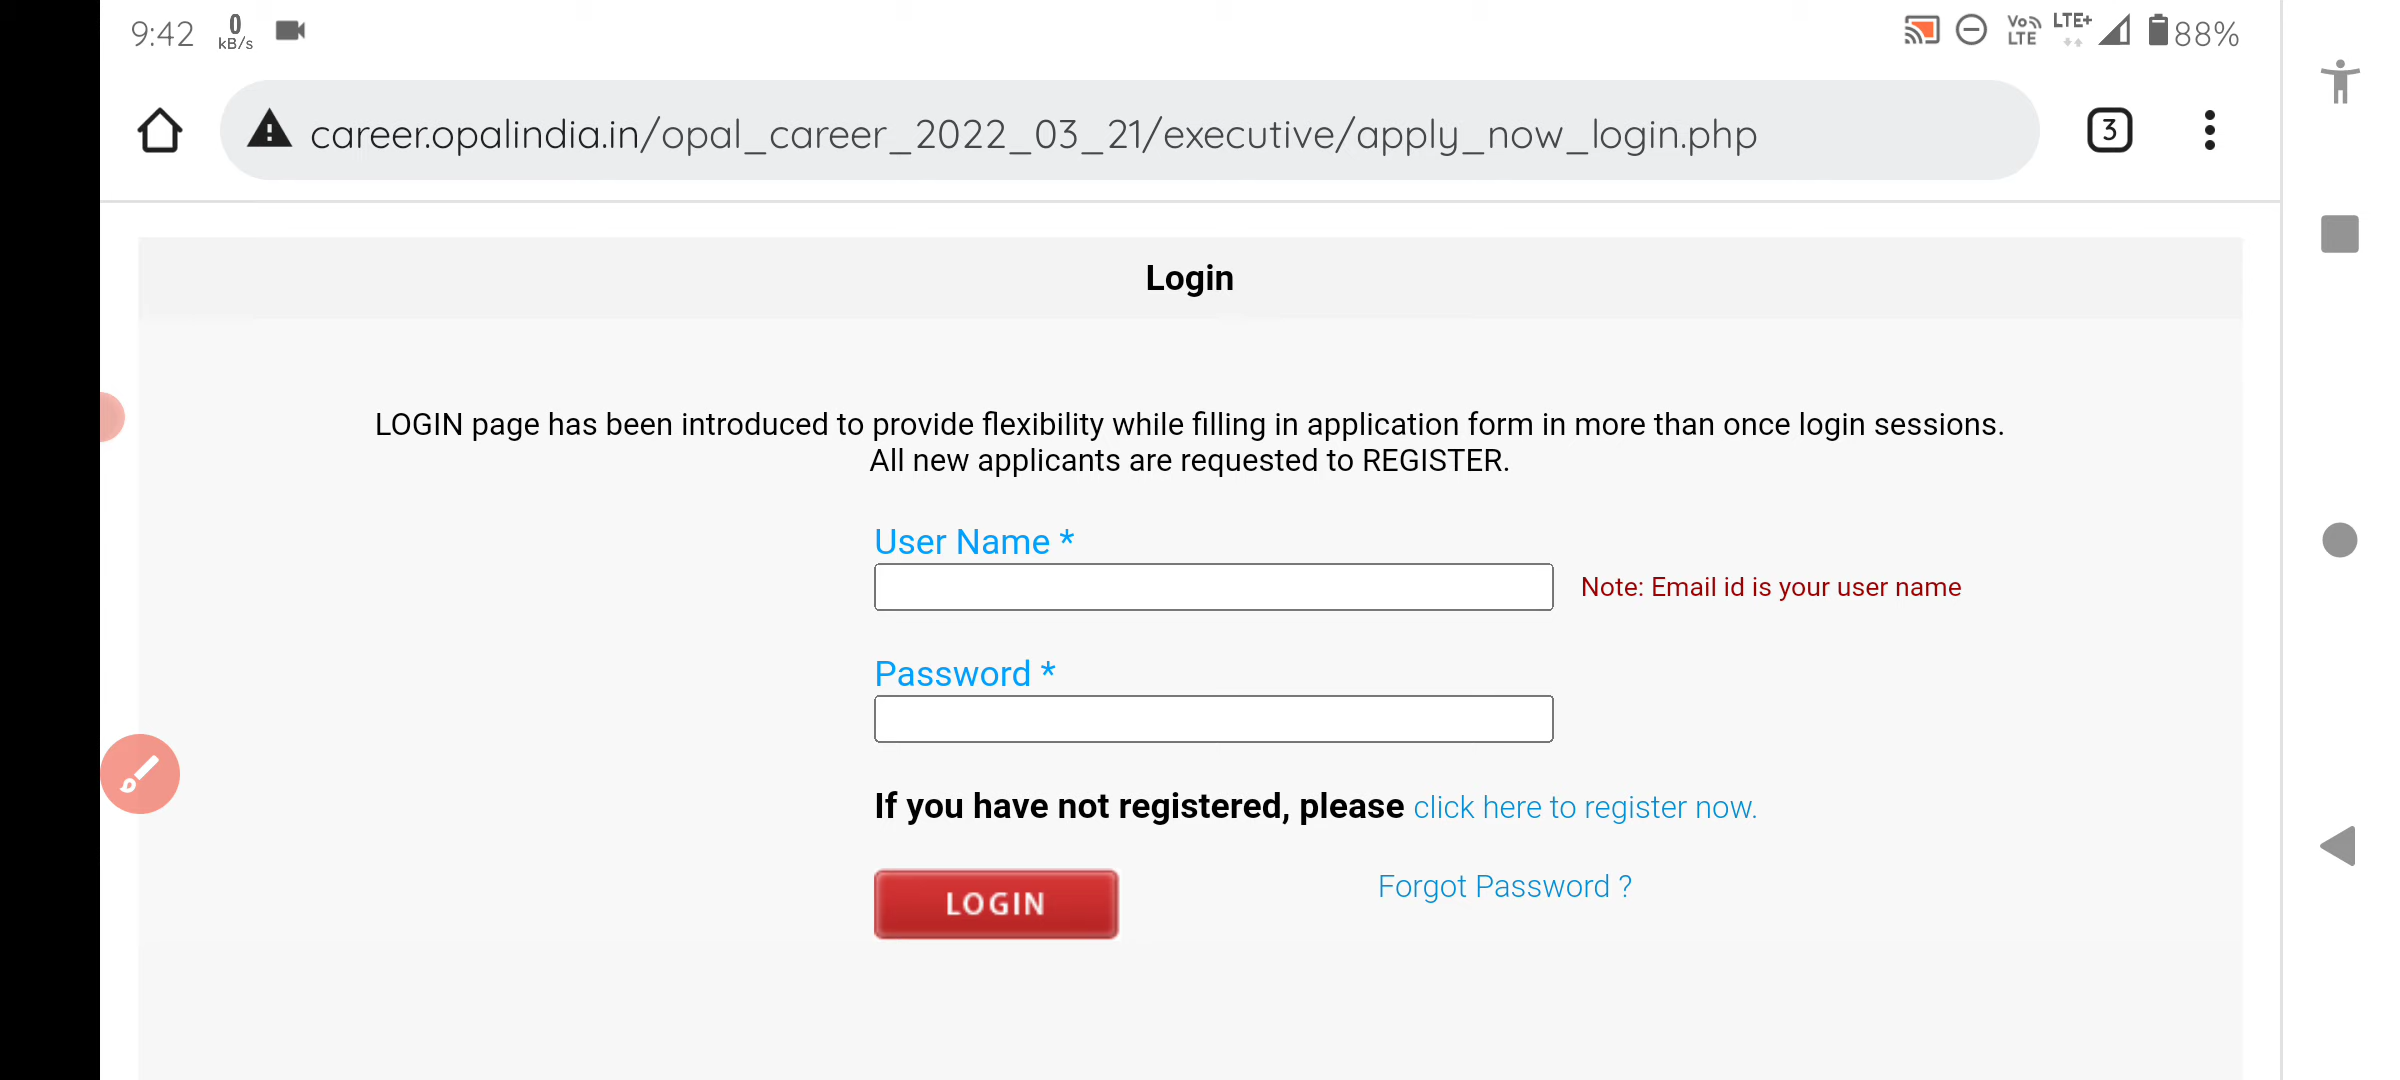 9:42 0 kB/s Vo LTE LTE+ 88%
career.opalindia.in/opal_career_2022_03_21/executive/apply_now_login.php 3
Login
LOGIN page has been introduced to provide flexibility while filling in application form in more than once login sessions.
All new applicants are requested to REGISTER.
User Name *
Note: Email id is your user name
Password *
If you have not registered, please click here to register now.
LOGIN Forgot Password ?